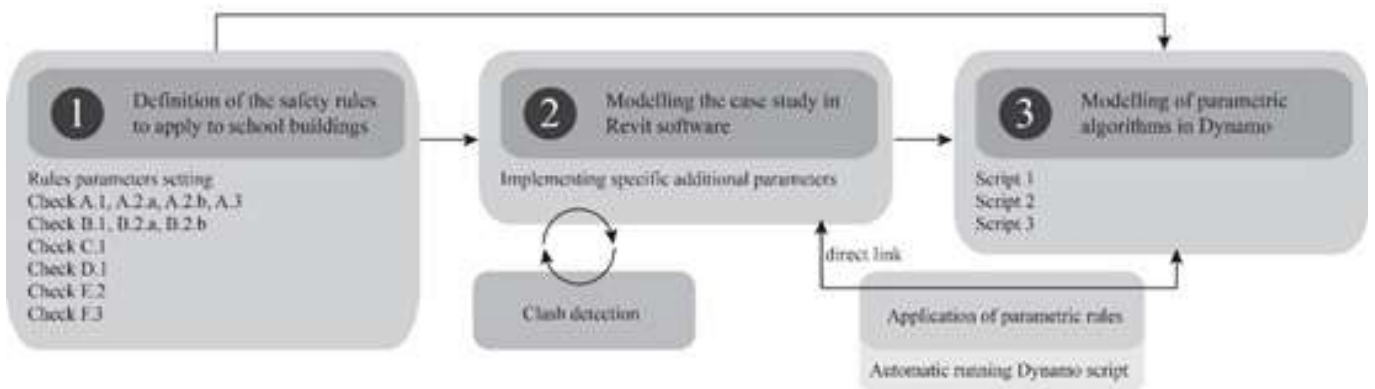 1
Definition of the safety rules
to apply to school buildings
Rules parameters setting
Check A.1, A.2.a, A.2.b, A.3
Check B.1, B.2.a, B.2.b
Check C.1
Check D.1
Check E.2
Check F.3
2
Modelling the case study in
Revit software
Implementing specific additional parameters
Clash detection
3
Modelling of parametric
algorithms in Dynamo
Script 1
Script 2
Script 3
direct link
Application of parametric rules
Automatic running Dynamo script